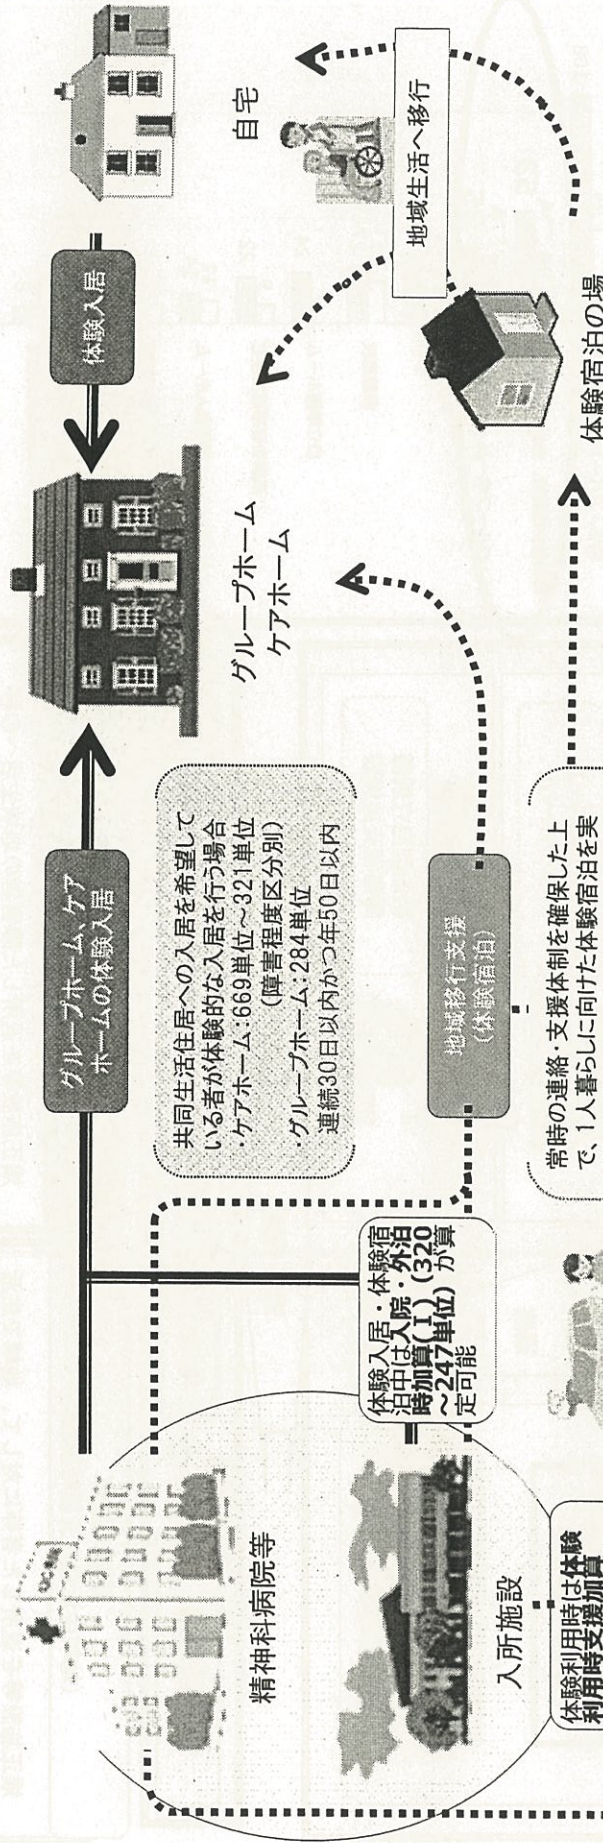 精神科病院等
入所施設
体験利用時は体験
利用時支援加算
体験入居・体験宿
泊中は入院・外泊
時加算(Ⅰ)(320
～247単位)が算
定可能
グループホーム、ケア
ホームの体験入居
共同生活住居への入居を希望して
いる者が体験的な入居を行う場合
・ケアホーム:669単位～321単位
(障害程度区分別)
・グループホーム:284単位
連続30日以内かつ年50日以内
地域移行支援
(体験宿泊)
常時の連絡・支援体制を確保した上
で、1人暮らしに向けた体験宿泊を実
グループホーム
ケアホーム
体験入居
自宅
地域生活へ移行
体験宿泊の場